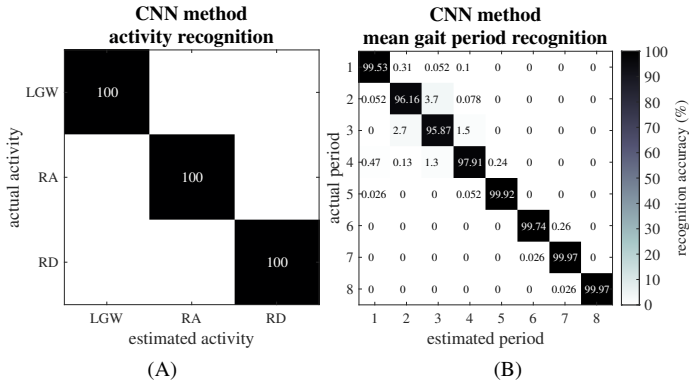 CNN method
activity recognition
LGW
RA
RD
actual activity
100
100
100
LGW RA RD
estimated activity
(A)
CNN method
mean gait period recognition
actual period
1 99.53 0.31 0.052 0.1 0 0 0 0
2 0.052 96.16 3.7 0.078 0 0 0 0
3 0 2.7 95.87 1.5 0 0 0 0
4 0.47 0.13 1.3 97.91 0.24 0 0 0
5 0.026 0 0 0.052 99.92 0 0 0
6 0 0 0 0 0 99.74 0.26 0
7 0 0 0 0 0 0.026 99.97 0
8 0 0 0 0 0 0 0.026 99.97
1 2 3 4 5 6 7 8
estimated period
(B)
100
90
80
70
60
50
40
30
20
10
0
recognition accuracy (%)